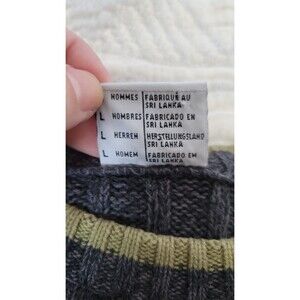 HOMMES FABRIQUÉ AU
SRI LANKA
L HOMBRES FABRICADO EN
SRI LANKA
L HERREN HERSTELLUNGSLAND
SRI LANKA
L HOMEM FABRICADO EM
SRI LANKA